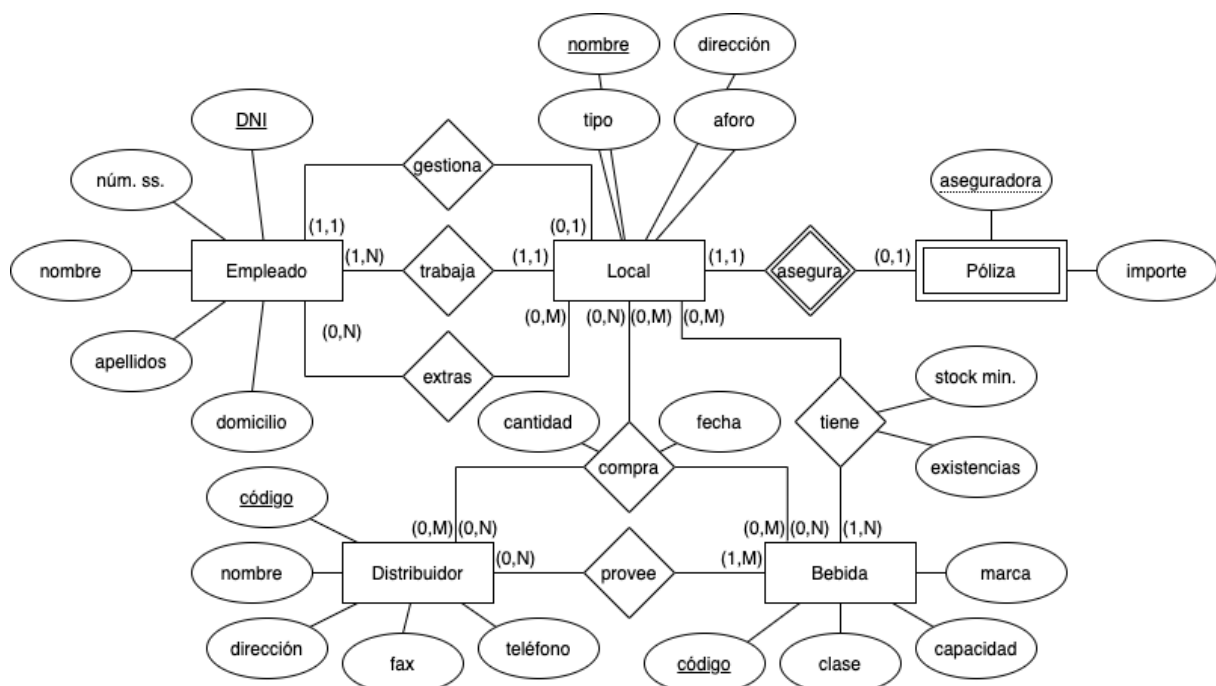 nombre
dirección
DNI
tipo
aforo
gestiona
núm. ss.
aseguradora
(1,1)
(0,1)
nombre
Empleado
(1,N)
trabaja
(1,1)
Local
(1,1)
asegura
(0,1)
Póliza
importe
(0,N)
(0,M)
(0,N)
(0,M)
(0,M)
apellidos
extras
stock min.
domicilio
cantidad
fecha
tiene
compra
existencias
código
(0,M)
(0,N)
(0,N)
(0,M)
(0,N)
(1,N)
(1,M)
nombre
Distribuidor
provee
Bebida
marca
dirección
fax
teléfono
código
clase
capacidad